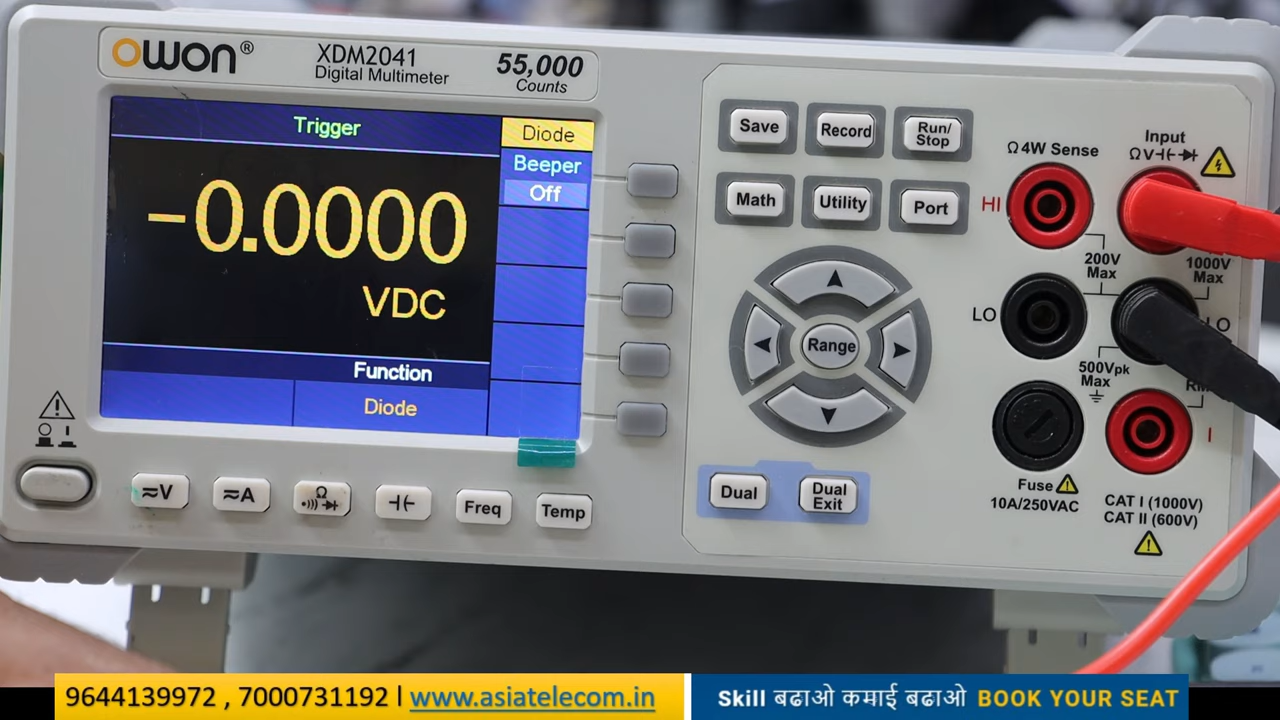 owon®
XDM2041
Digital Multimeter
55,000
Counts
Trigger
Diode
Beeper
Off
-0.0000
VDC
Function
Diode
Save
Record
Run/
Stop
Math
Utility
Port
Range
Dual
Dual
Exit
≂V
≂A
Ω
Freq
Temp
Ω4W Sense
Input
ΩV
HI
200V
Max
1000V
Max
LO
LO
500Vpk
Max
I
Fuse
10A/250VAC
CAT I (1000V)
CAT II (600V)
9644139972 , 7000731192 l www.asiatelecom.in
Skill बढाओ कमाई बढाओ BOOK YOUR SEAT